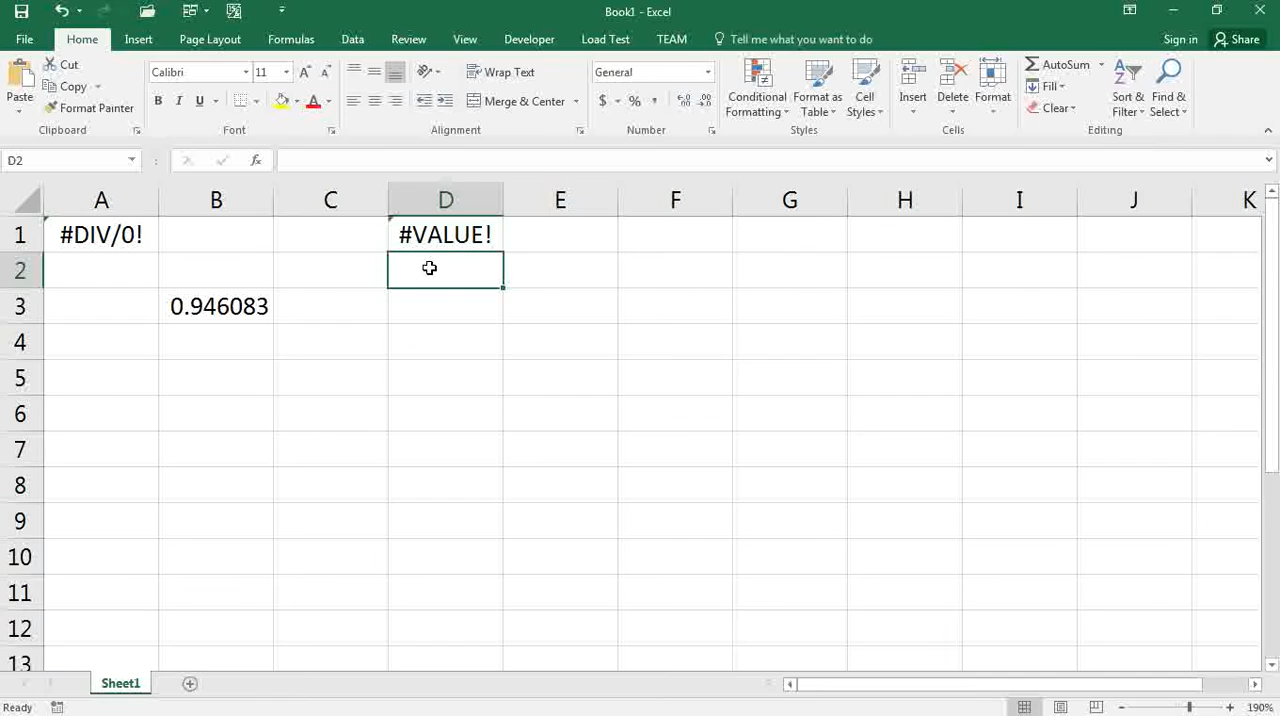 Book1 - Excel
File Home Insert Page Layout Formulas Data Review View Developer Load Test TEAM Tell me what you want to do Sign in Share
Paste
Cut
Copy
Format Painter
Clipboard
Calibri 11
B I U A
Font
Wrap Text
Merge & Center
Alignment
General
$ % ,
Number
Conditional Formatting
Format as Table
Cell Styles
Styles
Insert Delete Format
Cells
AutoSum
Fill
Clear
Sort & Filter
Find & Select
Editing
D2 fx
A B C D E F G H I J K
1 #DIV/0! #VALUE!
2
3 0.946083
4
5
6
7
8
9
10
11
12
13
Sheet1
Ready 190%